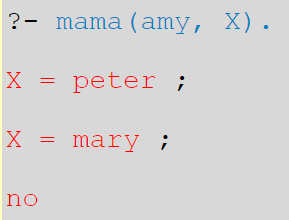 ?- mama(amy, X).
X = peter ;
X = mary ;
no